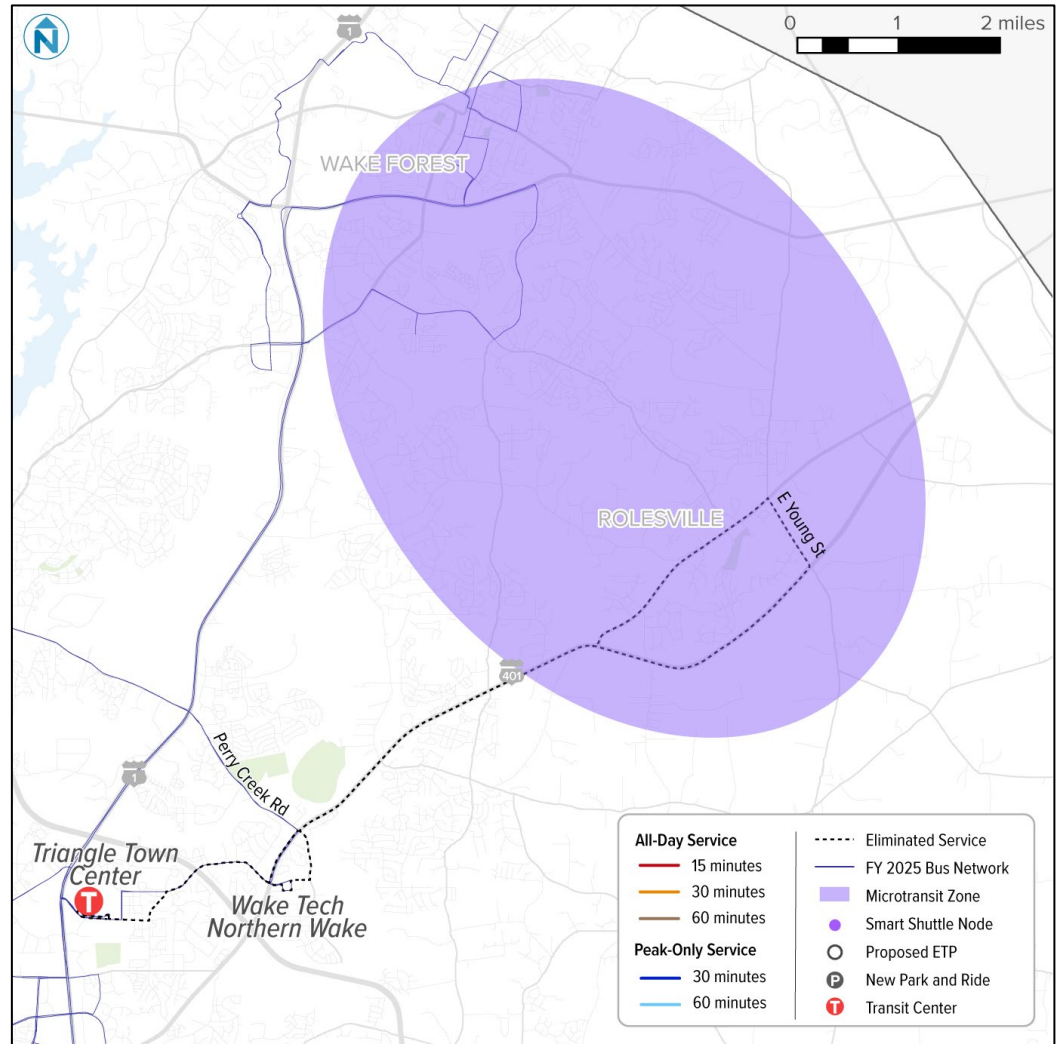 N
1
0 1 2 miles
WAKE FOREST
ROLESVILLE
E Young St
401
Perry Creek Rd
1
Triangle Town
Center
T
Wake Tech
Northern Wake
All-Day Service
15 minutes
30 minutes
60 minutes
Peak-Only Service
30 minutes
60 minutes
Eliminated Service
FY 2025 Bus Network
Microtransit Zone
Smart Shuttle Node
Proposed ETP
P New Park and Ride
T Transit Center